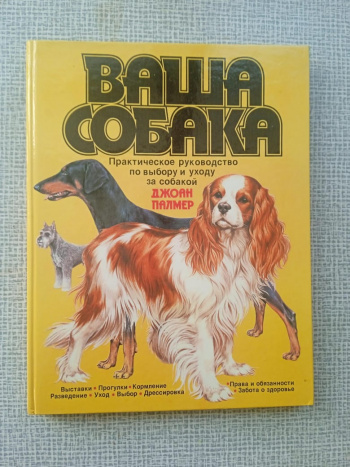 ВАША
СОБАКА
Практическое руководство
по выбору и уходу
за собакой
ДЖОАН
ПАЛМЕР
Выставки • Прогулки • Кормление
Разведение • Уход • Выбор • Дрессировка
• Права и обязанности
• Забота о здоровье